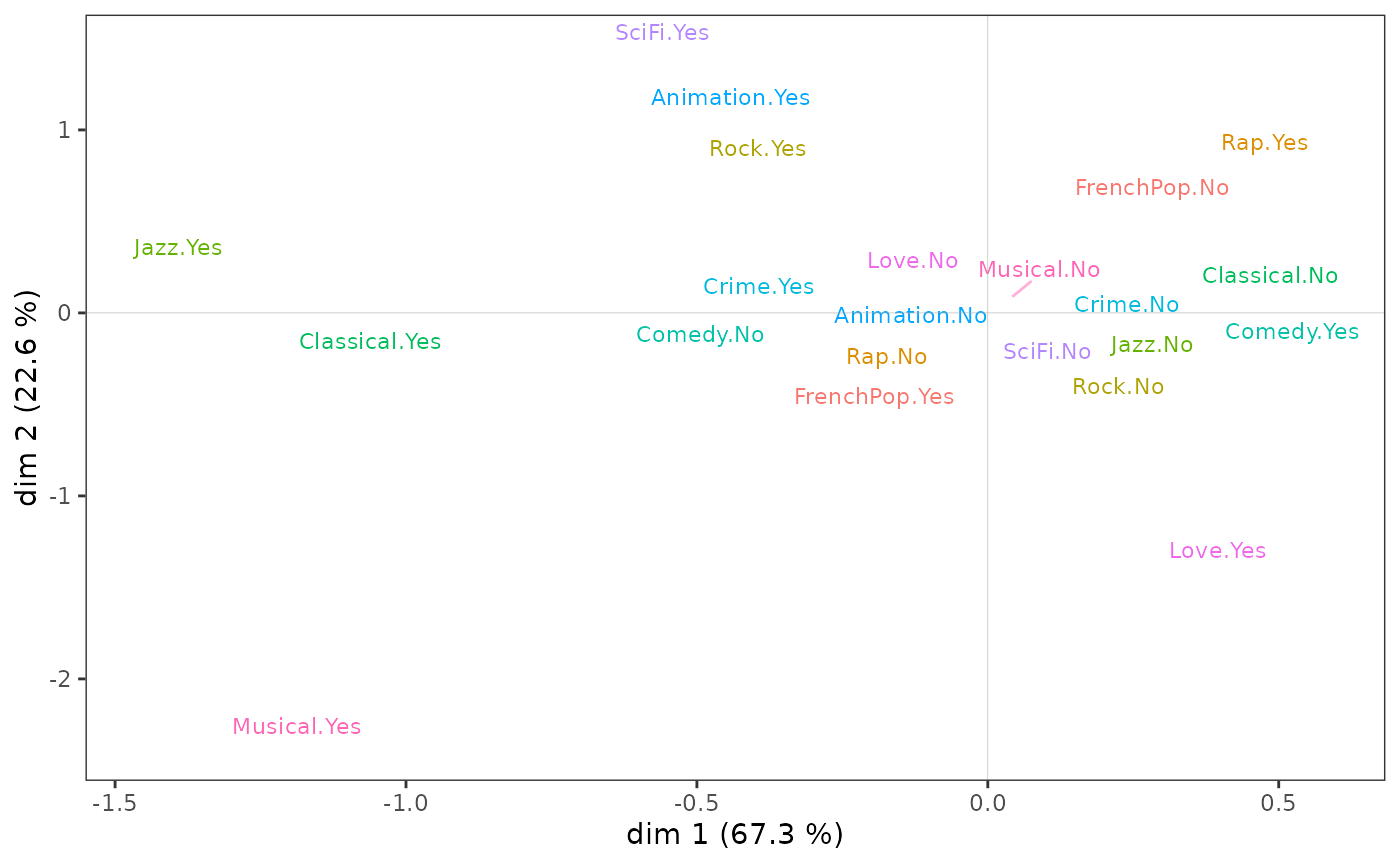 SciFi.Yes
Animation.Yes
Rock.Yes
Rap.Yes
FrenchPop.No
Jazz.Yes
Love.No
Musical.No
Classical.No
Crime.Yes
Crime.No
Animation.No
Comedy.No
Comedy.Yes
Classical.Yes
Rap.No
SciFi.No
Jazz.No
FrenchPop.Yes
Rock.No
Love.Yes
Musical.Yes
1
0
-1
-2
dim 2 (22.6 %)
-1.5
-1.0
-0.5
0.0
0.5
dim 1 (67.3 %)